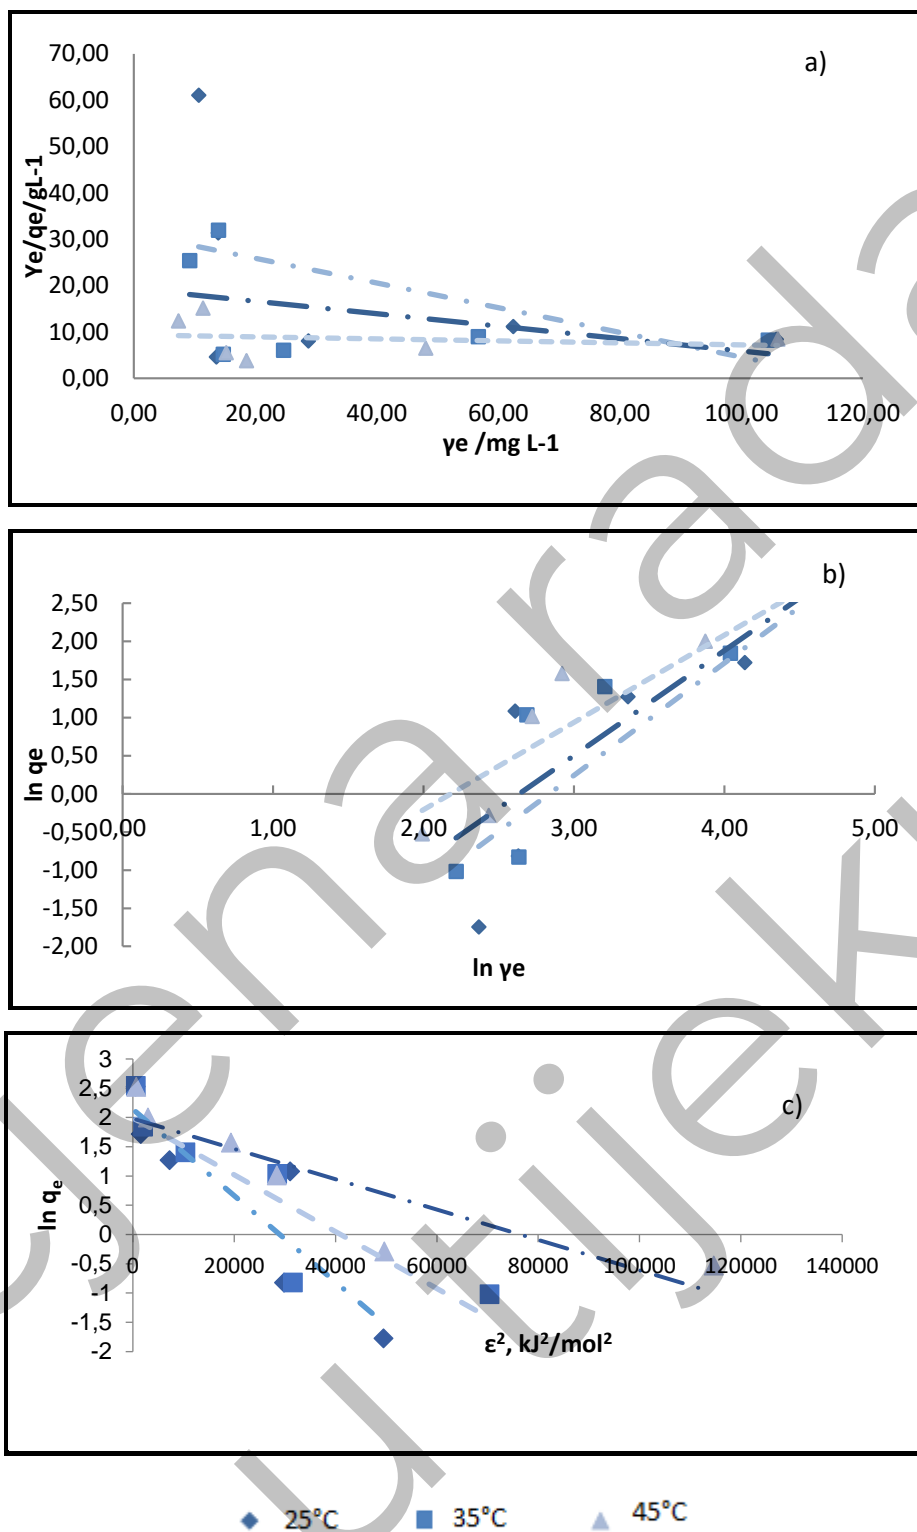 a)
70,00
60,00
50,00
40,00
30,00
20,00
10,00
0,00
Ye/qe/gL-1
0,00 20,00 40,00 60,00 80,00 100,00 120,00
γe /mg L-1
b)
2,50
2,00
1,50
1,00
0,50
0,00
-0,50
-1,00
-1,50
-2,00
ln qe
0,00 1,00 2,00 3,00 4,00 5,00
ln γe
c)
3
2,5
2
1,5
1
0,5
0
-0,5
-1
-1,5
-2
ln qe
0 20000 40000 60000 80000 100000 120000 140000
ε², kJ²/mol²
25°C 35°C 45°C
cjena rada
u tijek